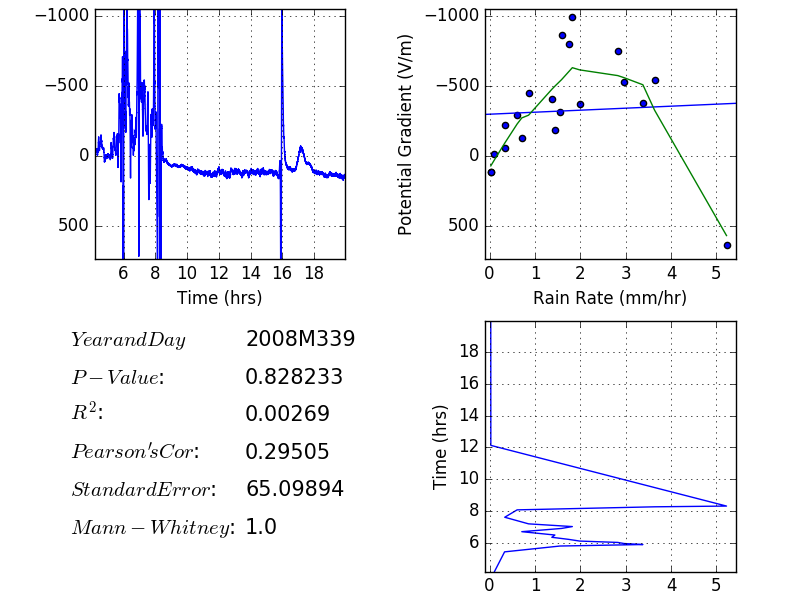 −1000
−500
0
500
6 8 10 12 14 16 18
Time (hrs)
Potential Gradient (V/m)
−1000
−500
0
500
0 1 2 3 4 5
Rain Rate (mm/hr)
YearandDay 2008M339
P−Value: 0.828233
R²: 0.00269
Pearson'sCor: 0.29505
StandardError: 65.09894
Mann−Whitney: 1.0
Time (hrs)
18
16
14
12
10
8
6
0 1 2 3 4 5